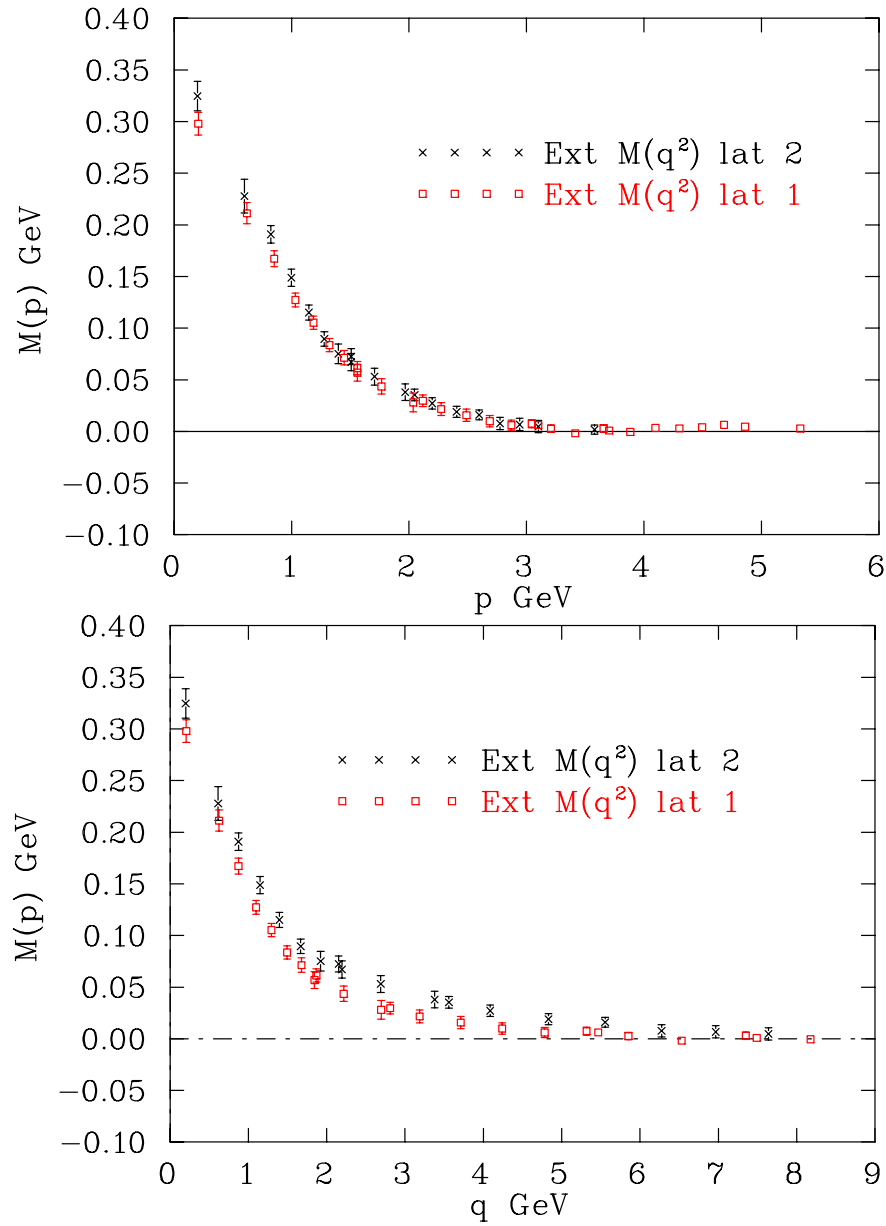 0.40
0.35
0.30
0.25
0.20
0.15
0.10
0.05
0.00
−0.05
−0.10
M(p) GeV
Ext M(q²) lat 2
Ext M(q²) lat 1
0 1 2 3 4 5 6
p GeV
0.40
0.35
0.30
0.25
0.20
0.15
0.10
0.05
0.00
−0.05
−0.10
M(p) GeV
Ext M(q²) lat 2
Ext M(q²) lat 1
0 1 2 3 4 5 6 7 8 9
q GeV